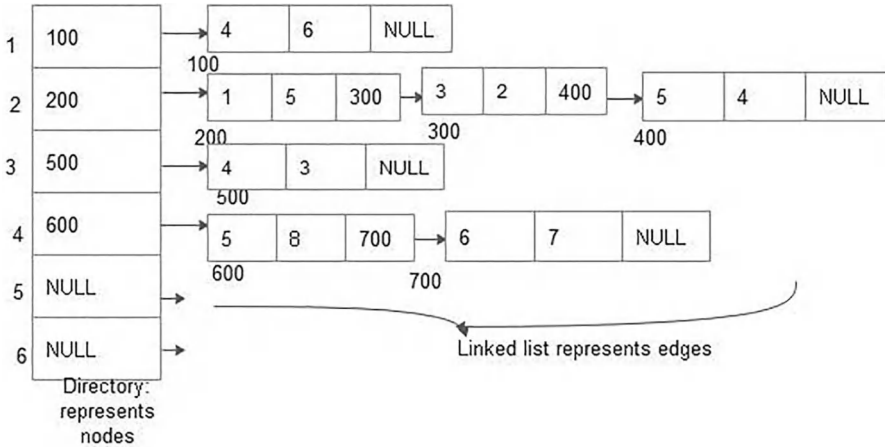 1 100 4 6 NULL
100
2 200 1 5 300 3 2 400 5 4 NULL
200 300 400
3 500 4 3 NULL
500
4 600 5 8 700 6 7 NULL
600 700
5 NULL
6 NULL
Linked list represents edges
Directory:
represents
nodes